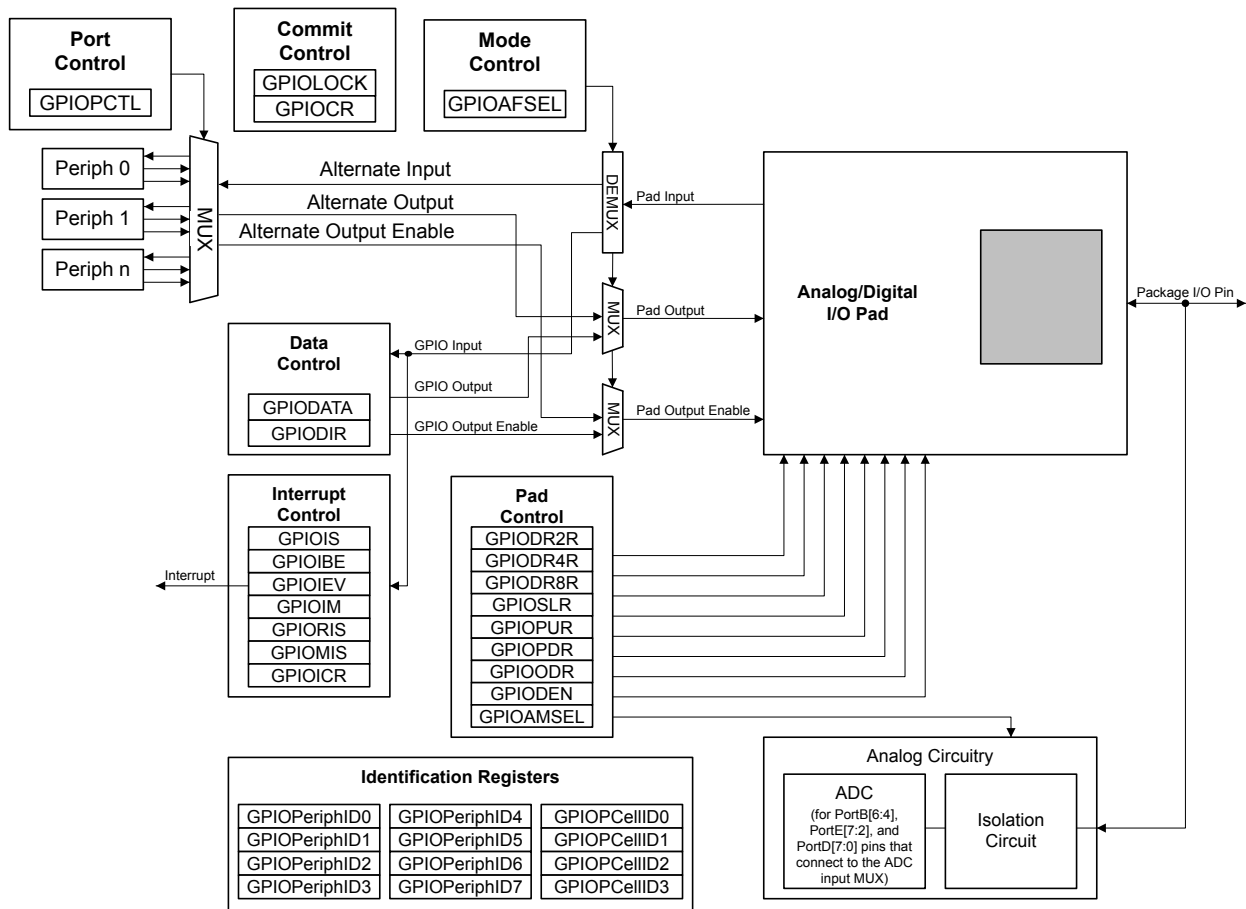 Port
Control
GPIOPCTL
Commit
Control
GPIOLOCK
GPIOCR
Mode
Control
GPIOAFSEL
Periph 0
Periph 1
Periph n
MUX
Alternate Input
Alternate Output
Alternate Output Enable
DEMUX
MUX
MUX
Pad Input
Pad Output
Pad Output Enable
Analog/Digital
I/O Pad
Package I/O Pin
Data
Control
GPIODATA
GPIODIR
GPIO Input
GPIO Output
GPIO Output Enable
Interrupt
Control
GPIOIS
GPIOIBE
GPIOIEV
GPIOIM
GPIORIS
GPIOMIS
GPIOICR
Interrupt
Pad
Control
GPIODR2R
GPIODR4R
GPIODR8R
GPIOSLR
GPIOPUR
GPIOPDR
GPIOODR
GPIODEN
GPIOAMSEL
Analog Circuitry
ADC
(for PortB[6:4],
PortE[7:2], and
PortD[7:0] pins that
connect to the ADC
input MUX)
Isolation
Circuit
Identification Registers
GPIOPeriphID0
GPIOPeriphID1
GPIOPeriphID2
GPIOPeriphID3
GPIOPeriphID4
GPIOPeriphID5
GPIOPeriphID6
GPIOPeriphID7
GPIOPCellID0
GPIOPCellID1
GPIOPCellID2
GPIOPCellID3